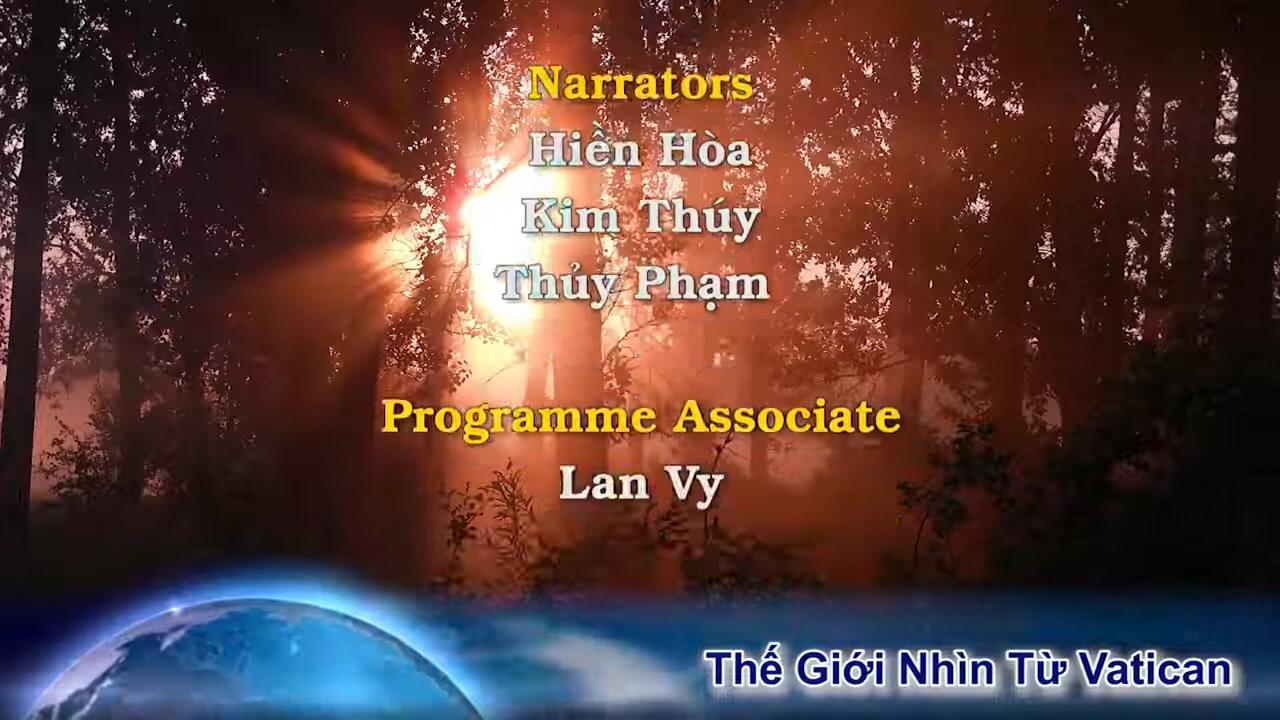 Narrators
Hiền Hòa
Kim Thúy
Thủy Phạm
Programme Associate
Lan Vy
Thế Giới Nhìn Từ Vatican